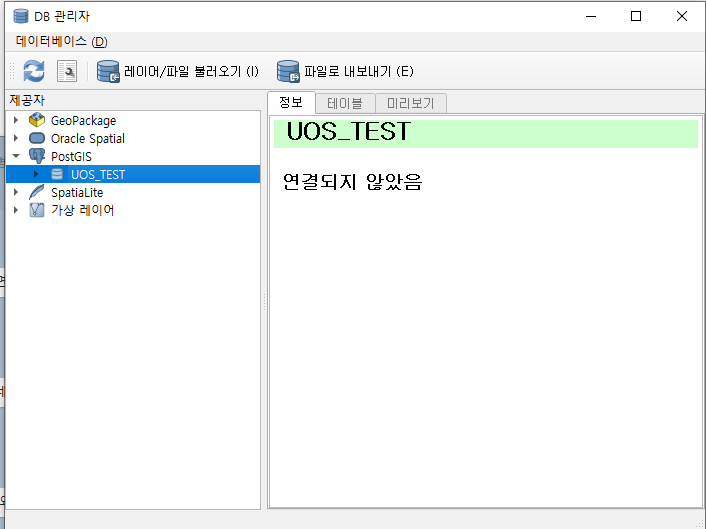 DB 관리자
데이터베이스 (D)
레이어/파일 불러오기 (I) 파일로 내보내기 (E)
제공자
GeoPackage
Oracle Spatial
PostGIS
UOS_TEST
SpatiaLite
가상 레이어
정보 테이블 미리보기
UOS_TEST
연결되지 않았음